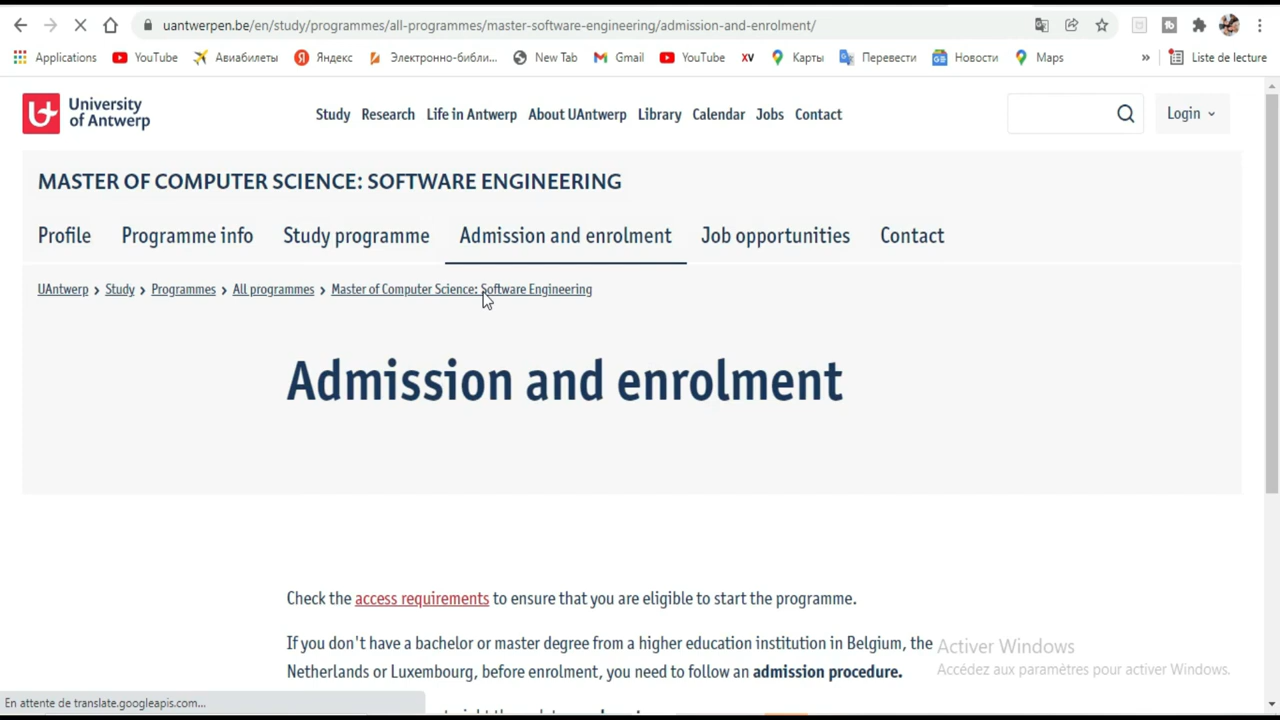 uantwerpen.be/en/study/programmes/all-programmes/master-software-engineering/admission-and-enrolment/
Applications YouTube Авиабилеты Яндекс Электронно-библи... New Tab Gmail YouTube XV Карты Перевести Новости Maps » Liste de lecture
University
of Antwerp
Study Research Life in Antwerp About UAntwerp Library Calendar Jobs Contact
Login
MASTER OF COMPUTER SCIENCE: SOFTWARE ENGINEERING
Profile Programme info Study programme Admission and enrolment Job opportunities Contact
UAntwerp > Study > Programmes > All programmes > Master of Computer Science: Software Engineering
Admission and enrolment
Check the access requirements to ensure that you are eligible to start the programme.
If you don't have a bachelor or master degree from a higher education institution in Belgium, the
Netherlands or Luxembourg, before enrolment, you need to follow an admission procedure.
Activer Windows
Accédez aux paramètres pour activer Windows.
En attente de translate.googleapis.com...